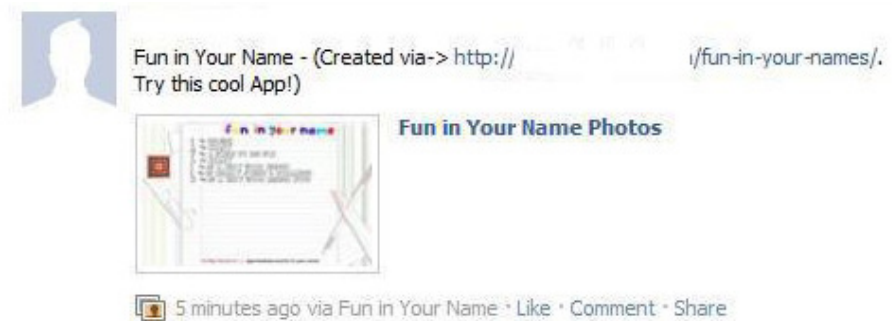 Fun in Your Name - (Created via-> http:// /fun-in-your-names/.
Try this cool App!)
Fun in Your Name Photos
fun in your name
5 minutes ago via Fun in Your Name · Like · Comment · Share